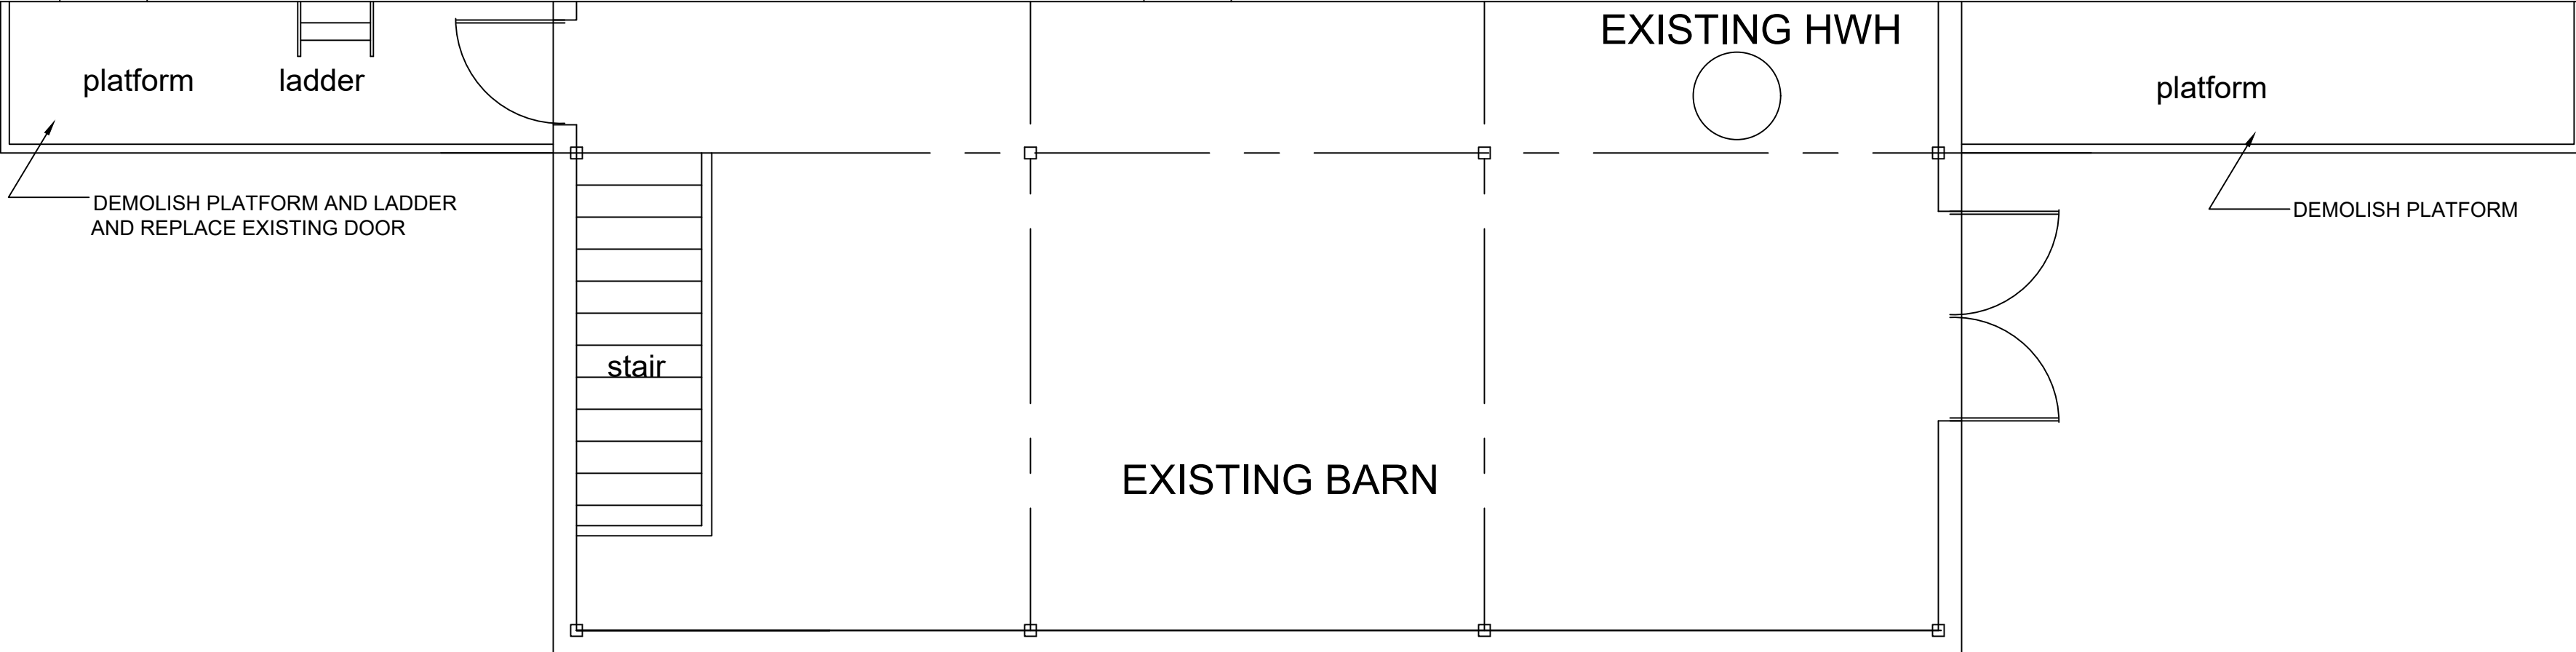 EXISTING HWH
platform
ladder
platform
DEMOLISH PLATFORM AND LADDER
AND REPLACE EXISTING DOOR
DEMOLISH PLATFORM
stair
EXISTING BARN